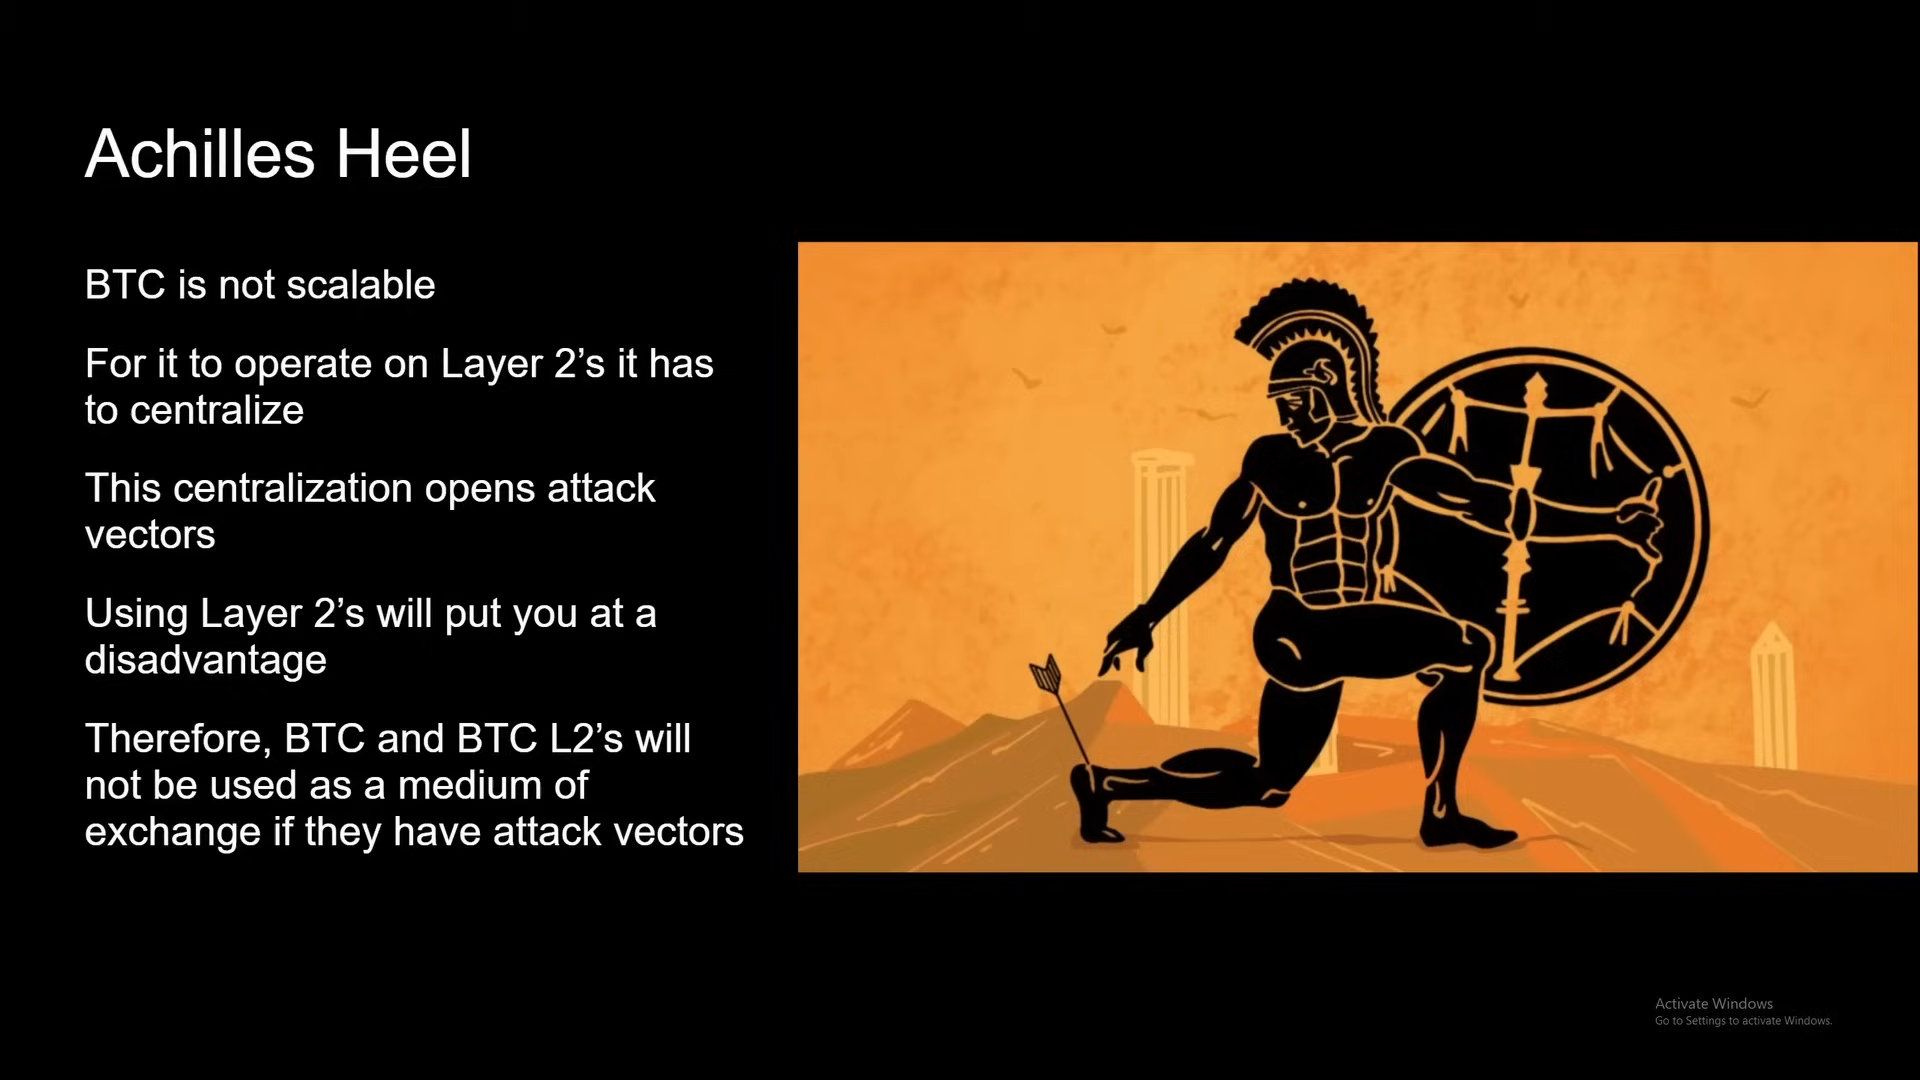 Achilles Heel
BTC is not scalable
For it to operate on Layer 2’s it has
to centralize
This centralization opens attack
vectors
Using Layer 2’s will put you at a
disadvantage
Therefore, BTC and BTC L2’s will
not be used as a medium of
exchange if they have attack vectors
Activate Windows
Go to Settings to activate Windows.